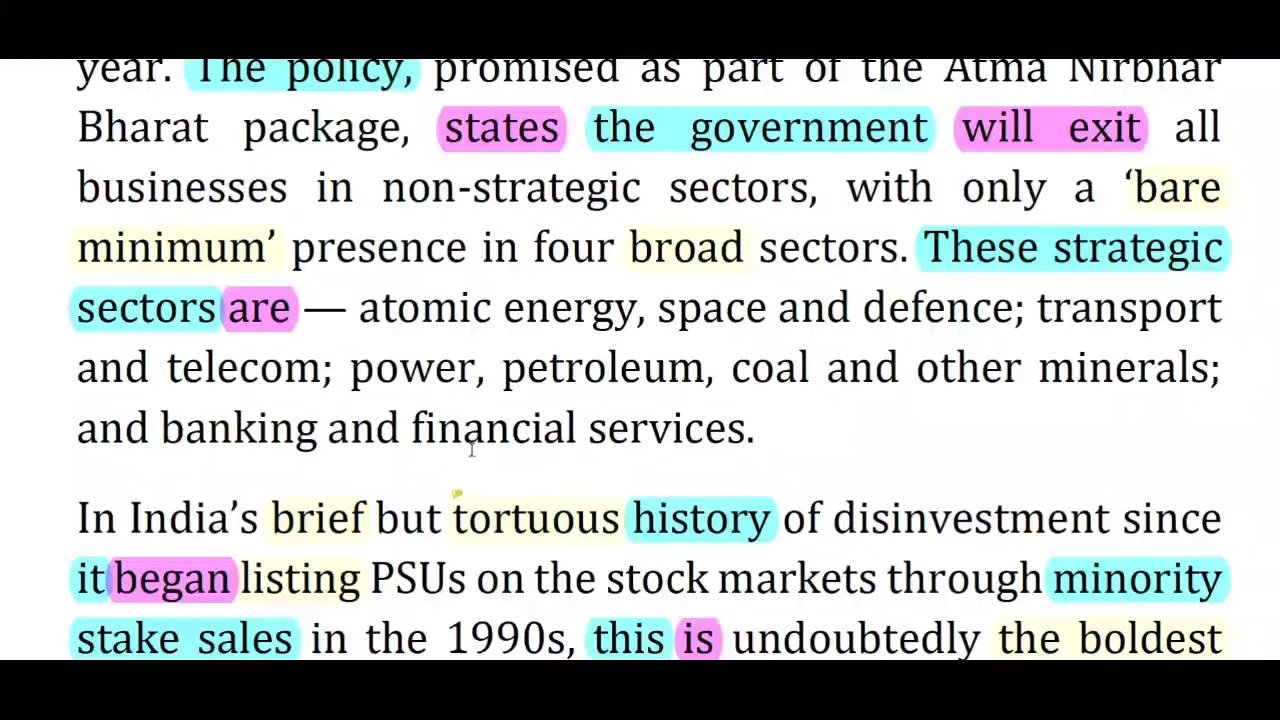 year. The policy, promised as part of the Atma Nirbhar
Bharat package, states the government will exit all
businesses in non-strategic sectors, with only a ‘bare
minimum’ presence in four broad sectors. These strategic
sectors are — atomic energy, space and defence; transport
and telecom; power, petroleum, coal and other minerals;
and banking and financial services.
In India’s brief but tortuous history of disinvestment since
it began listing PSUs on the stock markets through minority
stake sales in the 1990s, this is undoubtedly the boldest